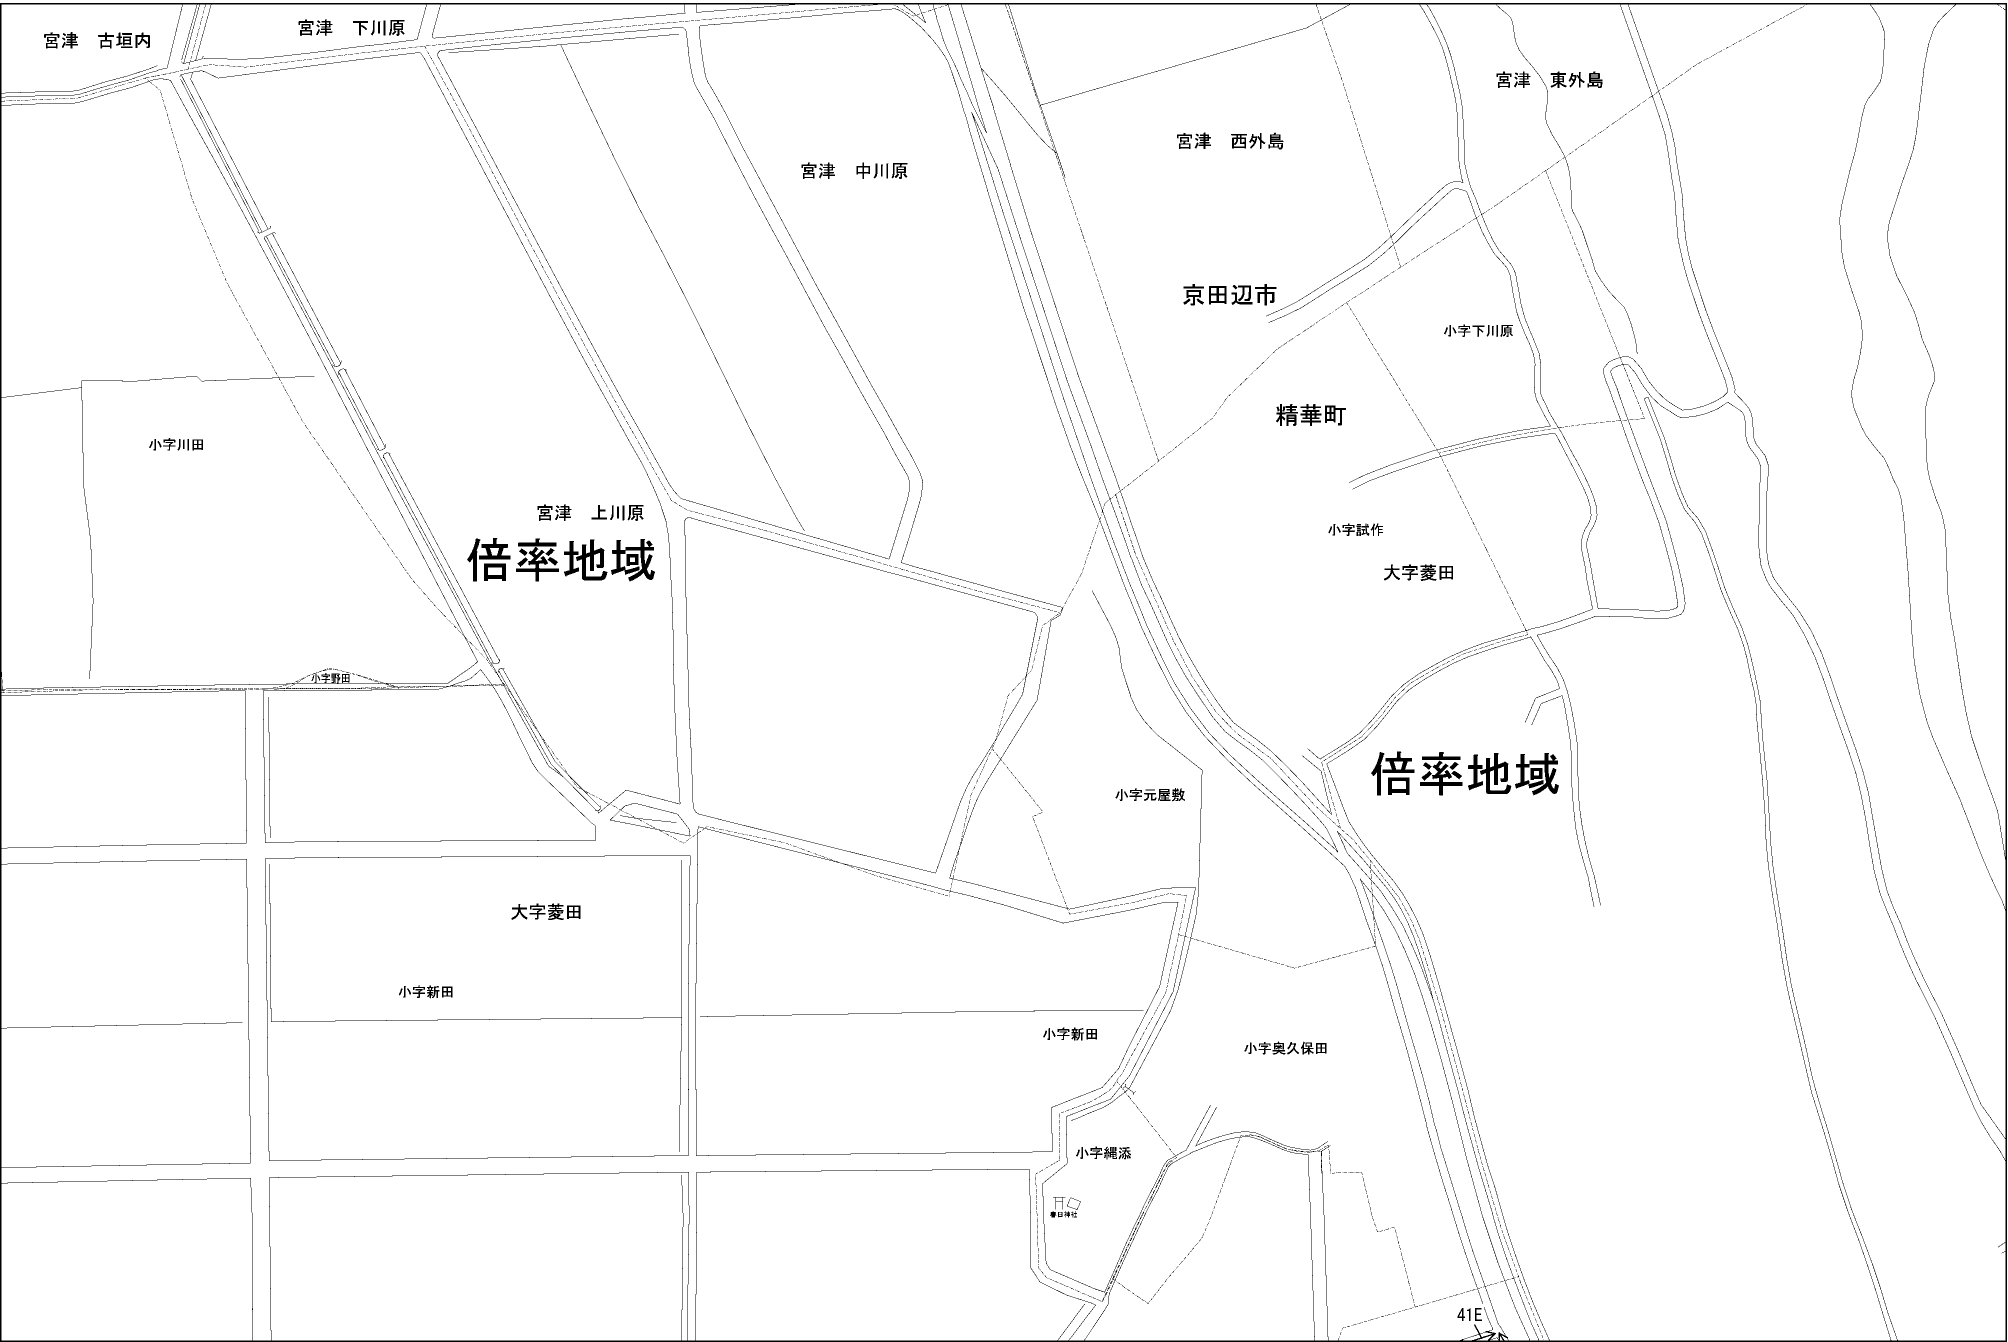 宮津　古垣内
宮津　下川原
宮津　東外島
宮津　西外島
宮津　中川原
京田辺市
小字下川原
精華町
小字川田
宮津　上川原
倍率地域
小字試作
大字菱田
小字野田
倍率地域
小字元屋敷
大字菱田
小字新田
小字新田
小字奥久保田
小字縄添
春日神社
41E